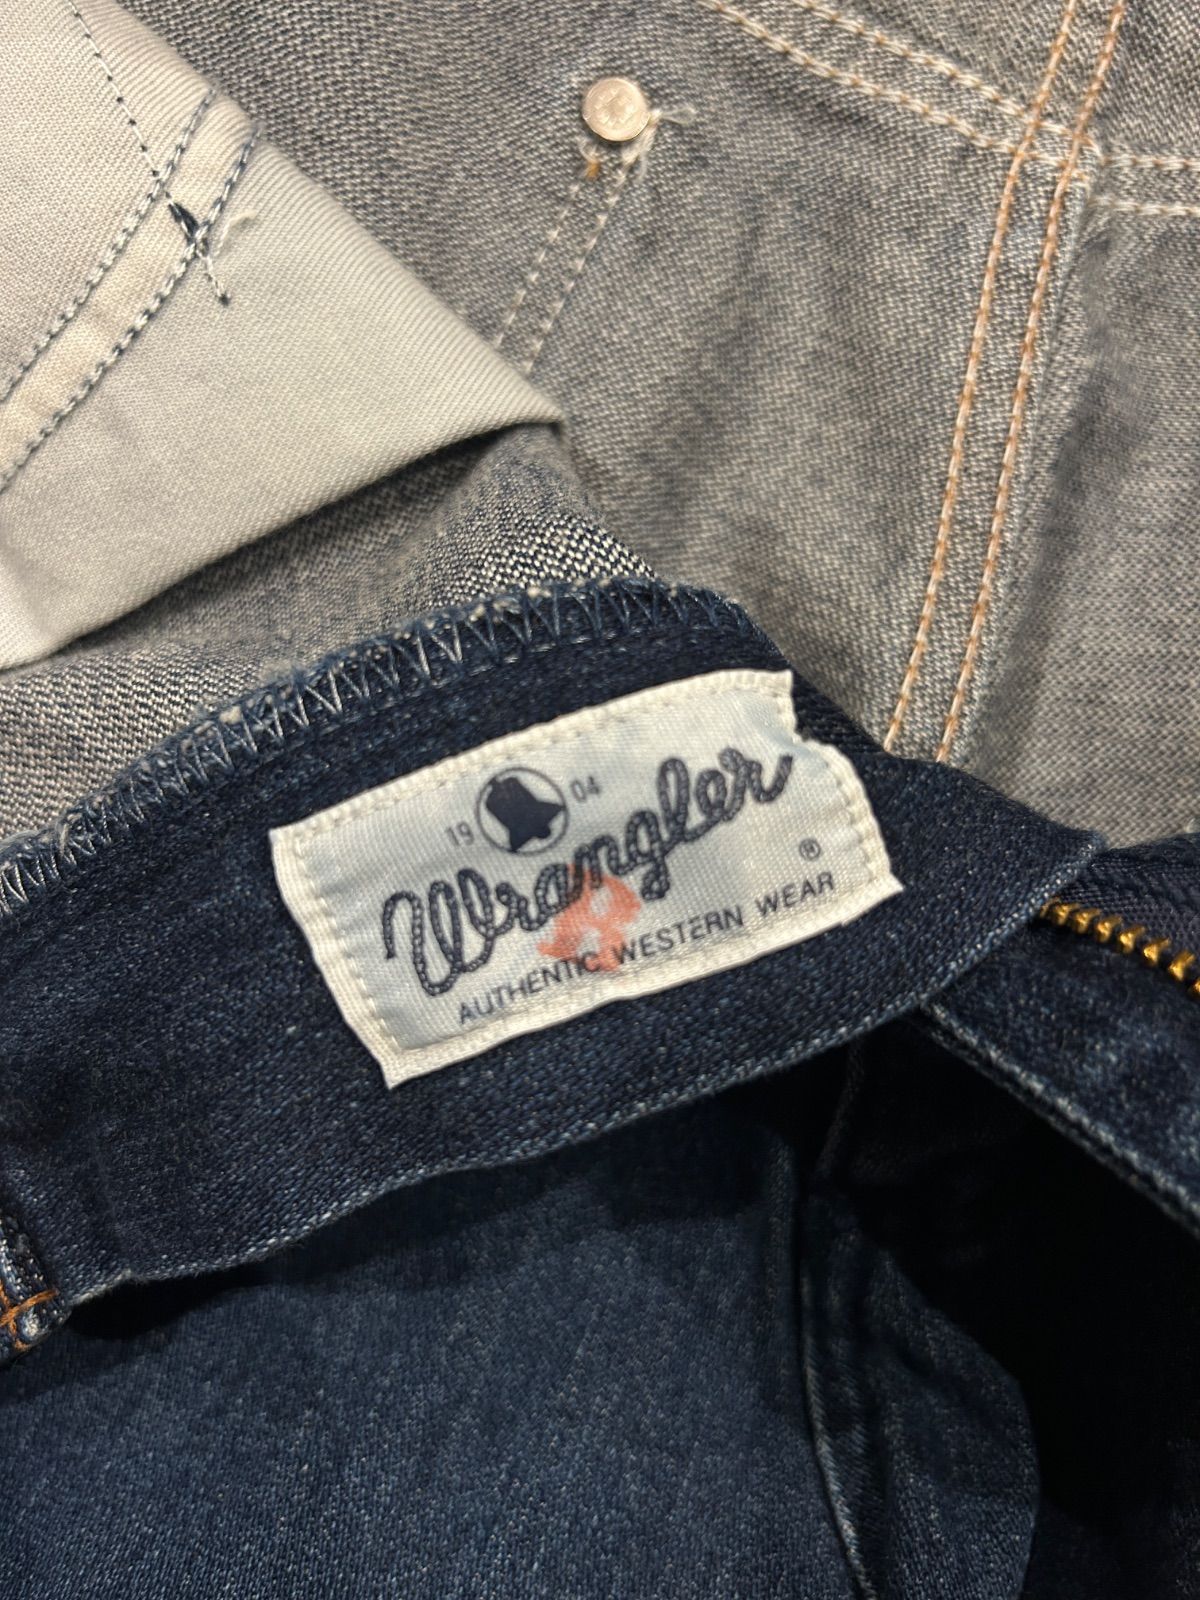 19 04
Wrangler
®
AUTHENTIC WESTERN WEAR